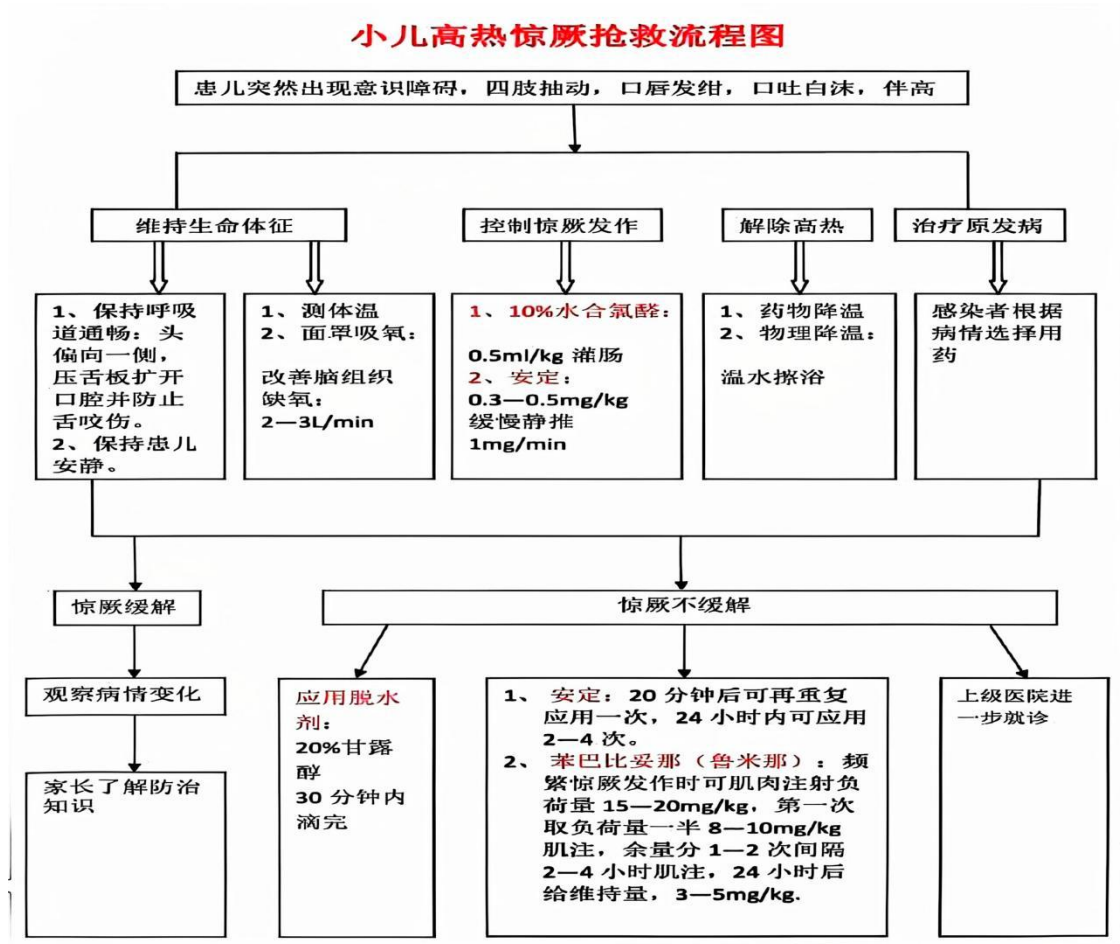 小儿高热惊厥抢救流程图
患儿突然出现意识障碍，四肢抽动，口唇发绀，口吐白沫，伴高
维持生命体征
控制惊厥发作
解除高热
治疗原发病
1、保持呼吸
道通畅：头
偏向一侧，
压舌板扩开
口腔并防止
舌咬伤。
2、保持患儿
安静。
1、测体温
2、面罩吸氧：
改善脑组织
缺氧：
2—3L/min
1、10%水合氯醛：
0.5ml/kg 灌肠
2、安定：
0.3—0.5mg/kg
缓慢静推
1mg/min
1、药物降温
2、物理降温：
温水擦浴
感染者根据
病情选择用
药
惊厥缓解
惊厥不缓解
观察病情变化
家长了解防治
知识
应用脱水
剂：
20%甘露
醇
30 分钟内
滴完
1、安定：20 分钟后可再重复
应用一次，24 小时内可应用
2—4 次。
2、苯巴比妥那（鲁米那）：频
繁惊厥发作时可肌肉注射负
荷量 15—20mg/kg，第一次
取负荷量一半 8—10mg/kg
肌注，余量分 1—2 次间隔
2—4 小时肌注，24 小时后
给维持量，3—5mg/kg.
上级医院进
一步就诊